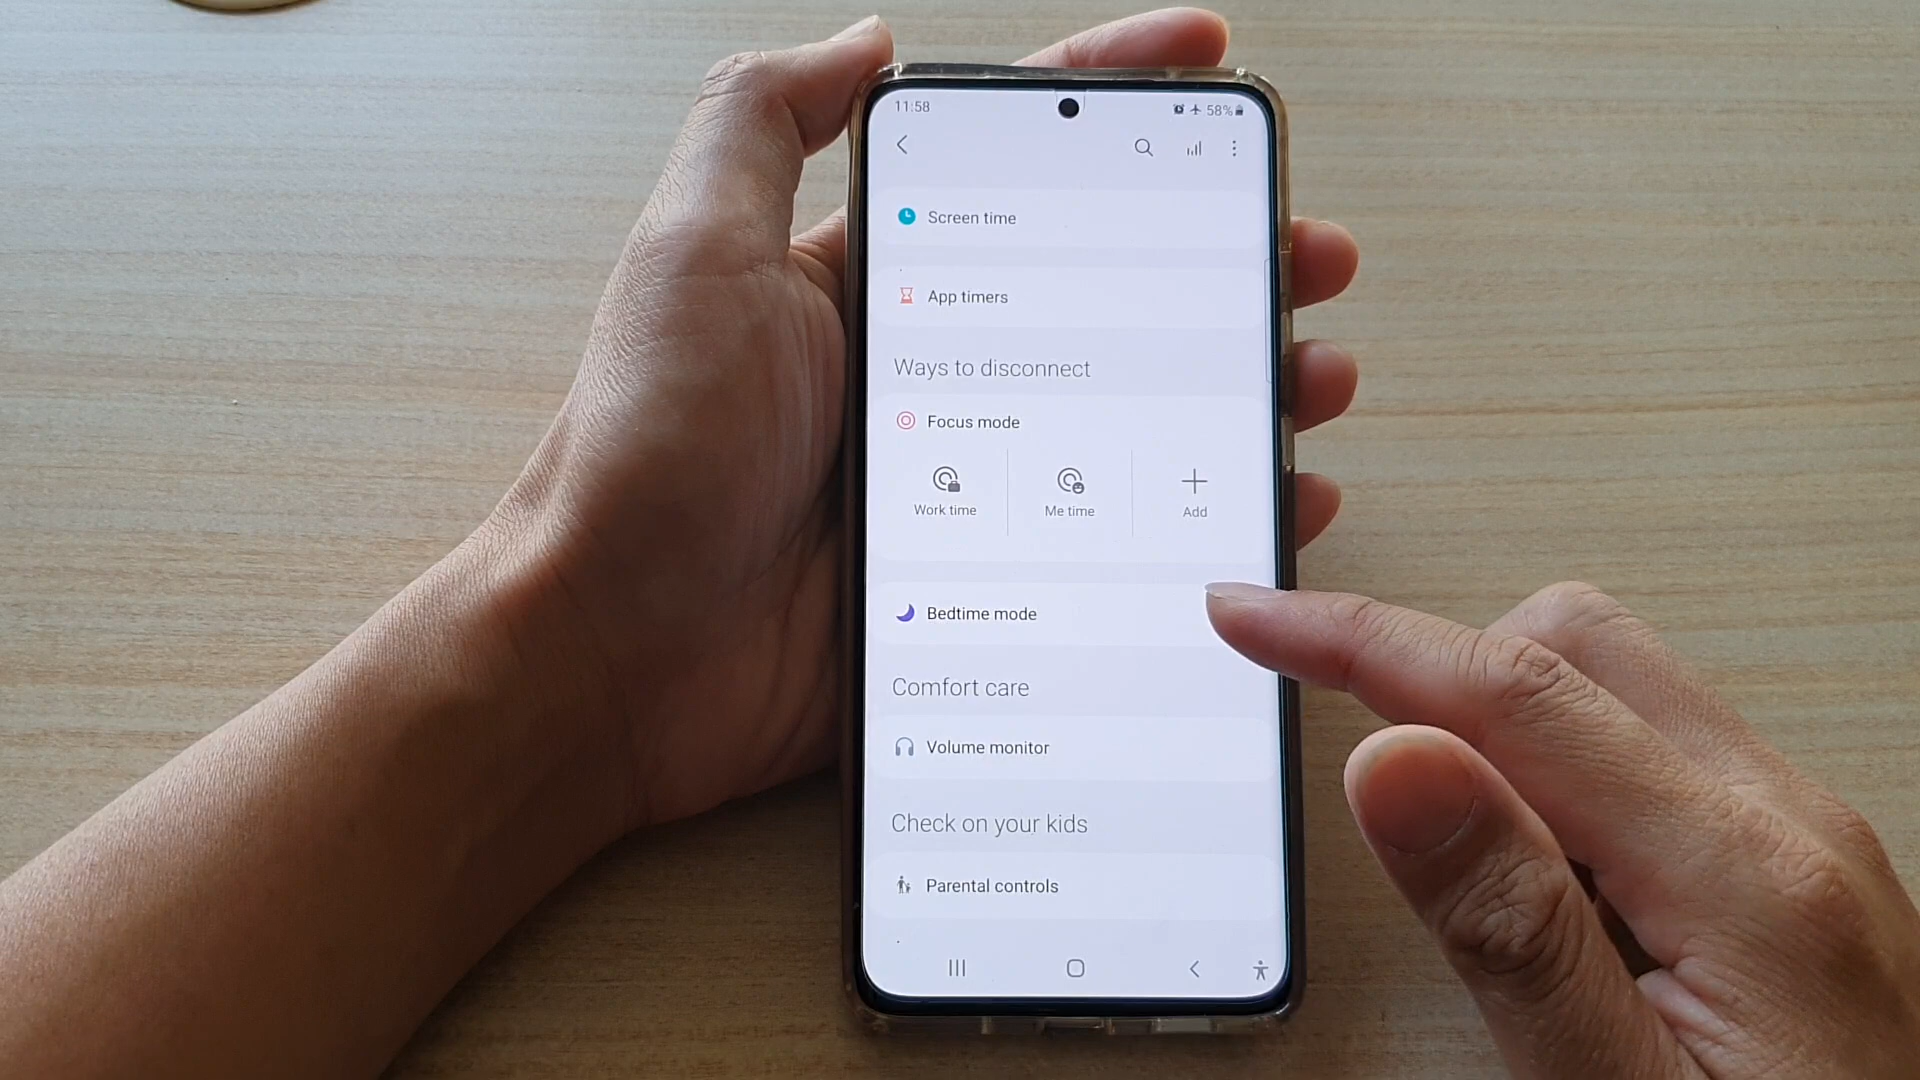 11:58
58%
Screen time
App timers
Ways to disconnect
Focus mode
Work time
Me time
Add
Bedtime mode
Comfort care
Volume monitor
Check on your kids
Parental controls